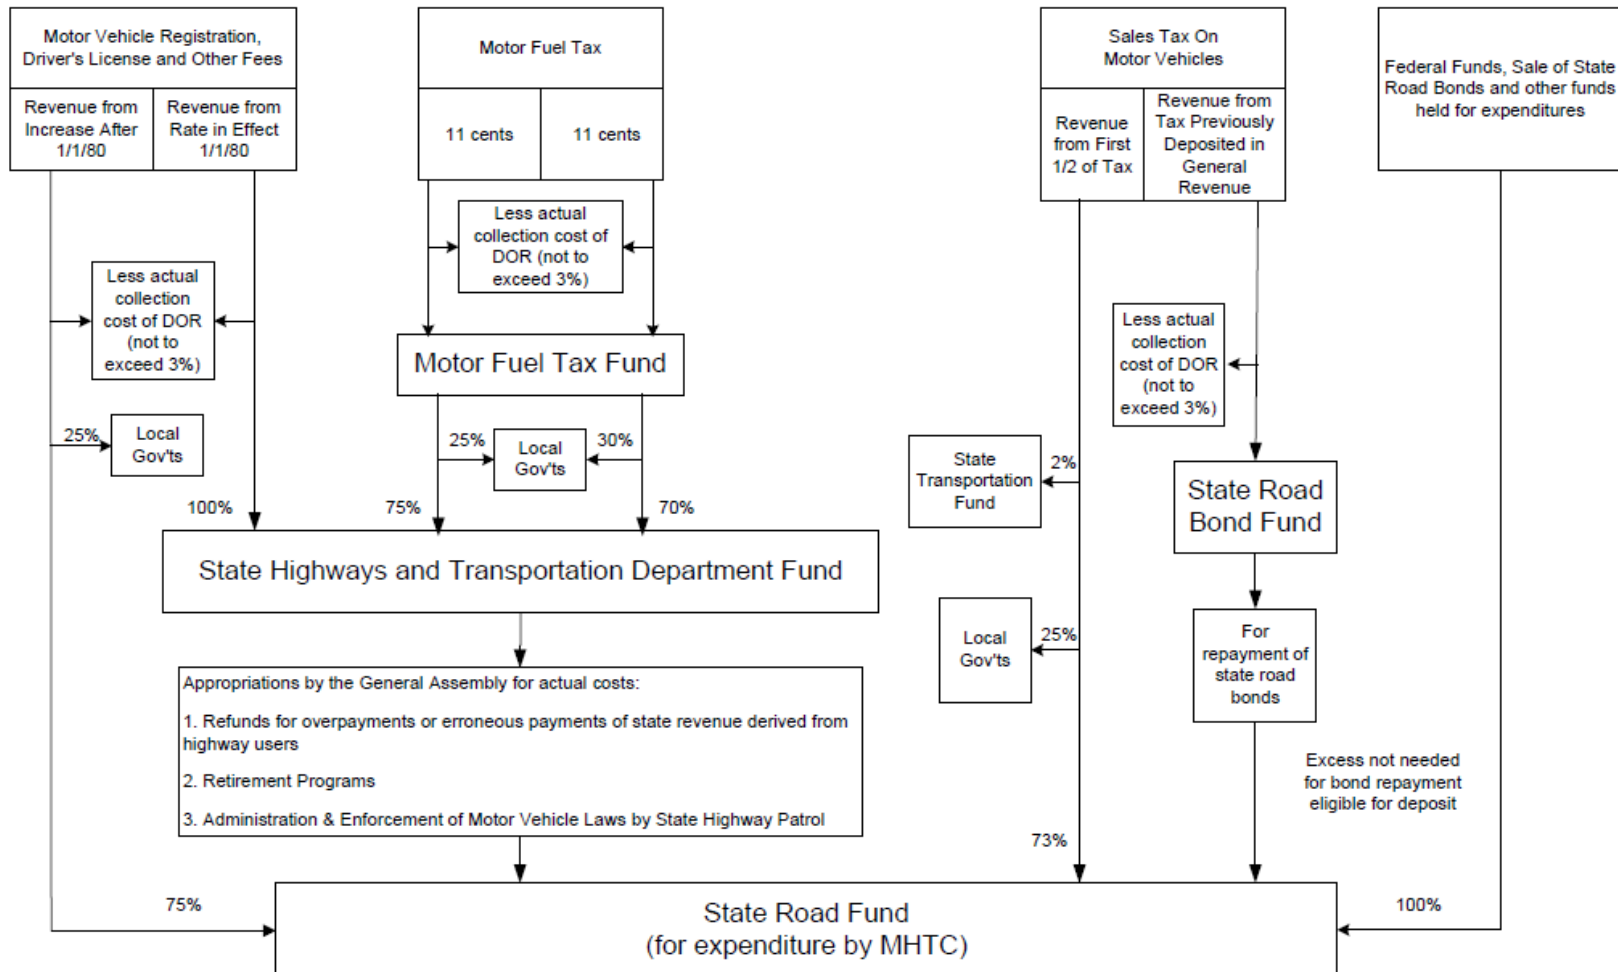 Motor Vehicle Registration,
Driver's License and Other Fees
Revenue from
Increase After
1/1/80
Revenue from
Rate in Effect
1/1/80
Motor Fuel Tax
11 cents
11 cents
Sales Tax On
Motor Vehicles
Revenue
from First
1/2 of Tax
Revenue from
Tax Previously
Deposited in
General
Revenue
Federal Funds, Sale of State
Road Bonds and other funds
held for expenditures
Less actual
collection
cost of DOR
(not to
exceed 3%)
Less actual
collection cost of
DOR (not to
exceed 3%)
Less actual
collection
cost of DOR
(not to
exceed 3%)
Motor Fuel Tax Fund
25%
Local
Gov'ts
25%
Local
Gov'ts
30%
State
Transportation
Fund
2%
State Road
Bond Fund
100%
75%
70%
State Highways and Transportation Department Fund
Local
Gov'ts
25%
For
repayment of
state road
bonds
Appropriations by the General Assembly for actual costs:
1. Refunds for overpayments or erroneous payments of state revenue derived from
highway users
2. Retirement Programs
3. Administration & Enforcement of Motor Vehicle Laws by State Highway Patrol
Excess not needed
for bond repayment
eligible for deposit
73%
75%
100%
State Road Fund
(for expenditure by MHTC)